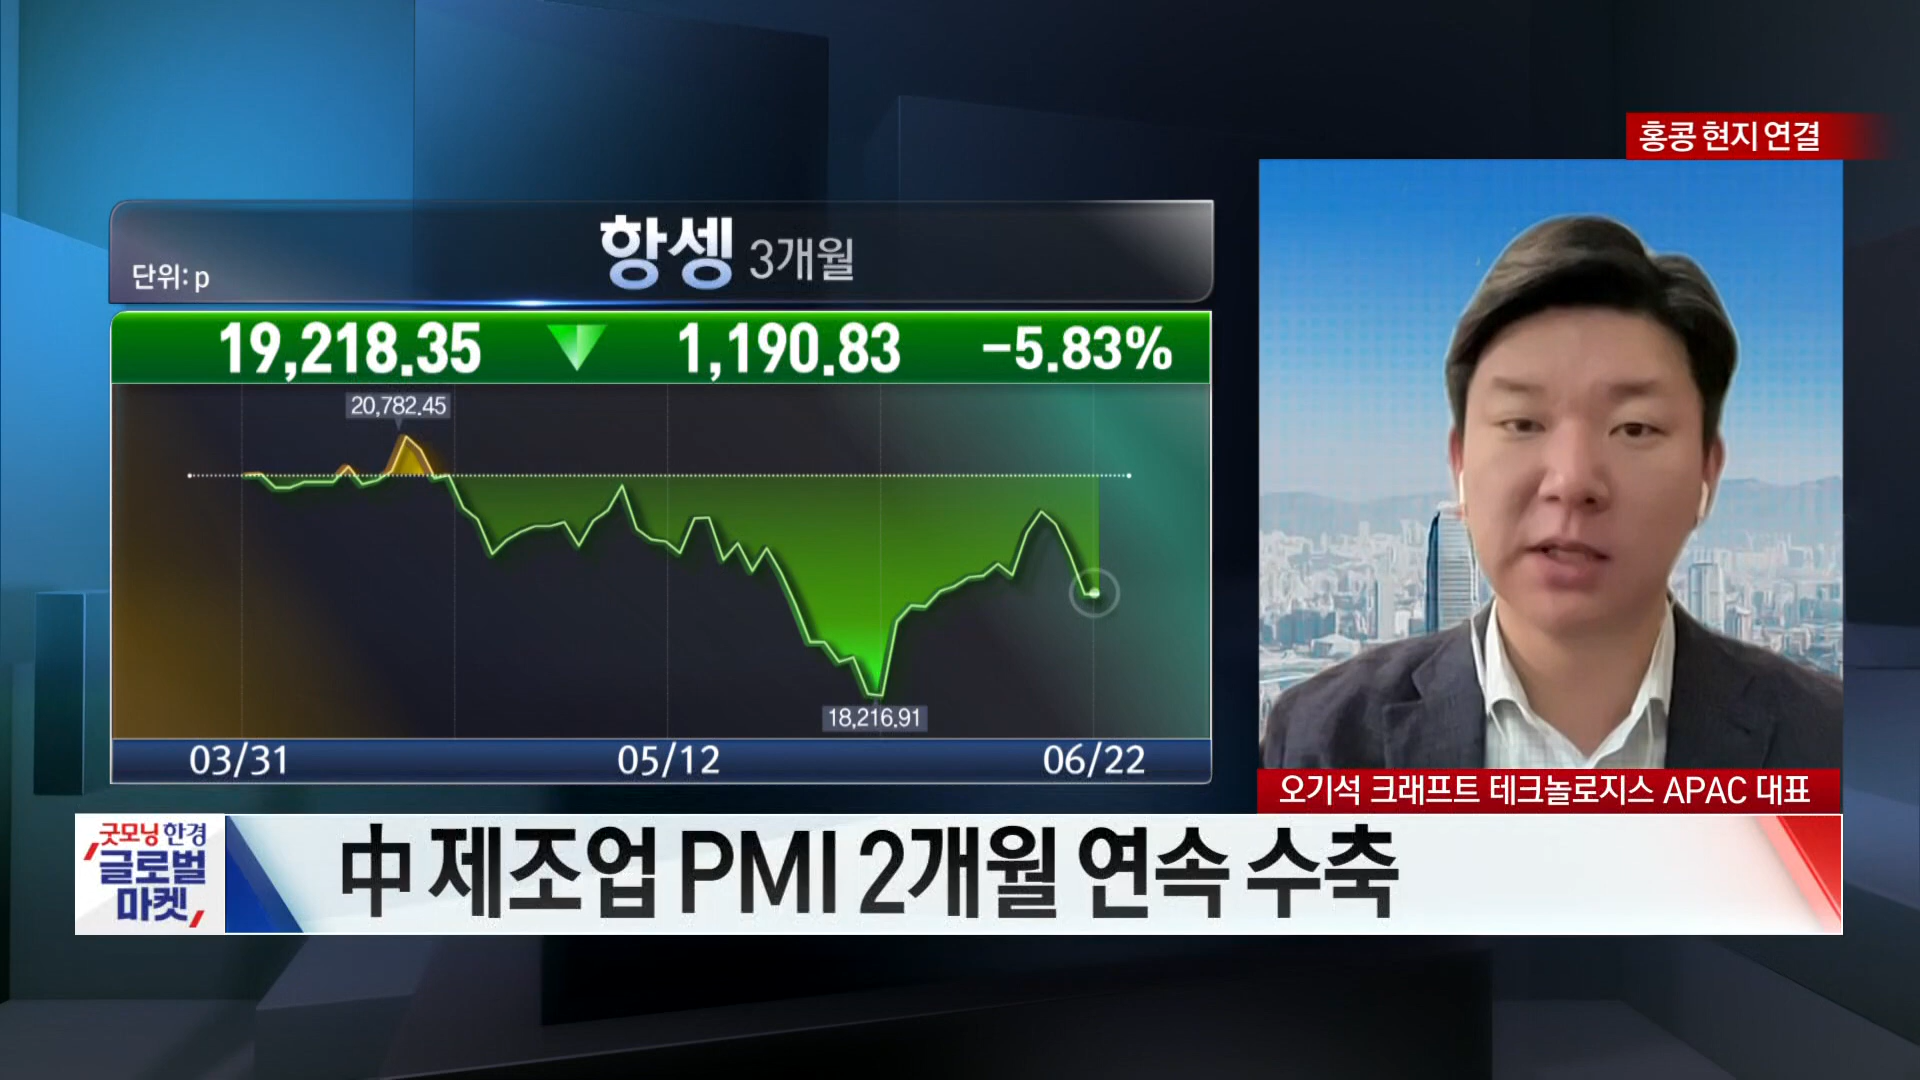 홍콩 현지 연결
항셍 3개월
단위: p
19,218.35 ▼ 1,190.83 -5.83%
20,782.45
18,216.91
03/31 05/12 06/22
오기석 크래프트 테크놀로지스 APAC 대표
굿모닝 한경
글로벌
마켓
中 제조업 PMI 2개월 연속 수축